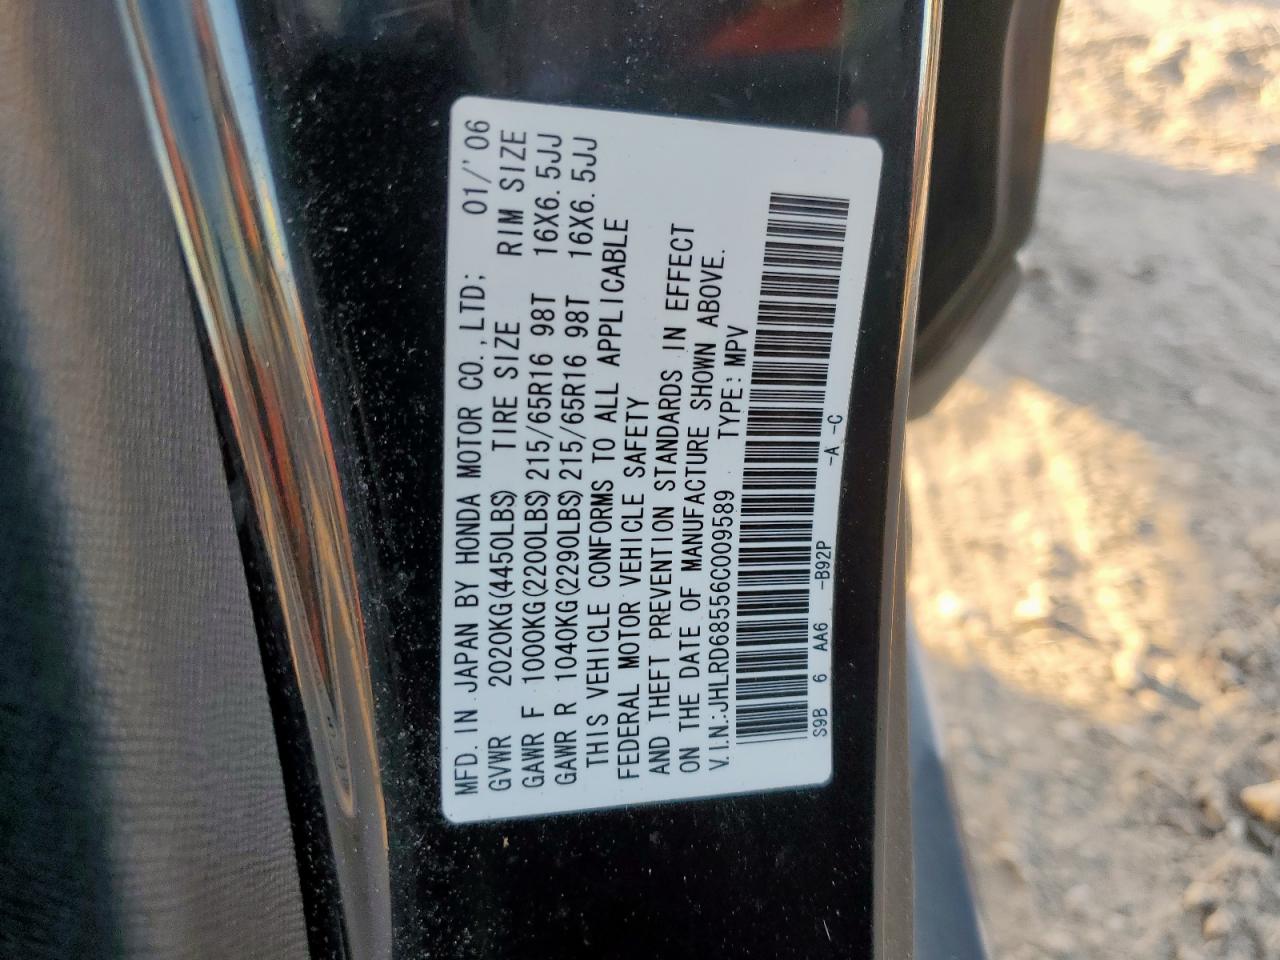 MFD. IN JAPAN BY HONDA MOTOR CO., LTD; 01/'06
GVWR 2020KG(4450LBS) TIRE SIZE RIM SIZE
GAWR F 1000KG(2200LBS) 215/65R16 98T 16X6.5JJ
GAWR R 1040KG(2290LBS) 215/65R16 98T 16X6.5JJ
THIS VEHICLE CONFORMS TO ALL APPLICABLE
FEDERAL MOTOR VEHICLE SAFETY
AND THEFT PREVENTION STANDARDS IN EFFECT
ON THE DATE OF MANUFACTURE SHOWN ABOVE.
V.I.N.:JHLRD68556C009589 TYPE:MPV
S9B 6 AA6 -B92P -A -C